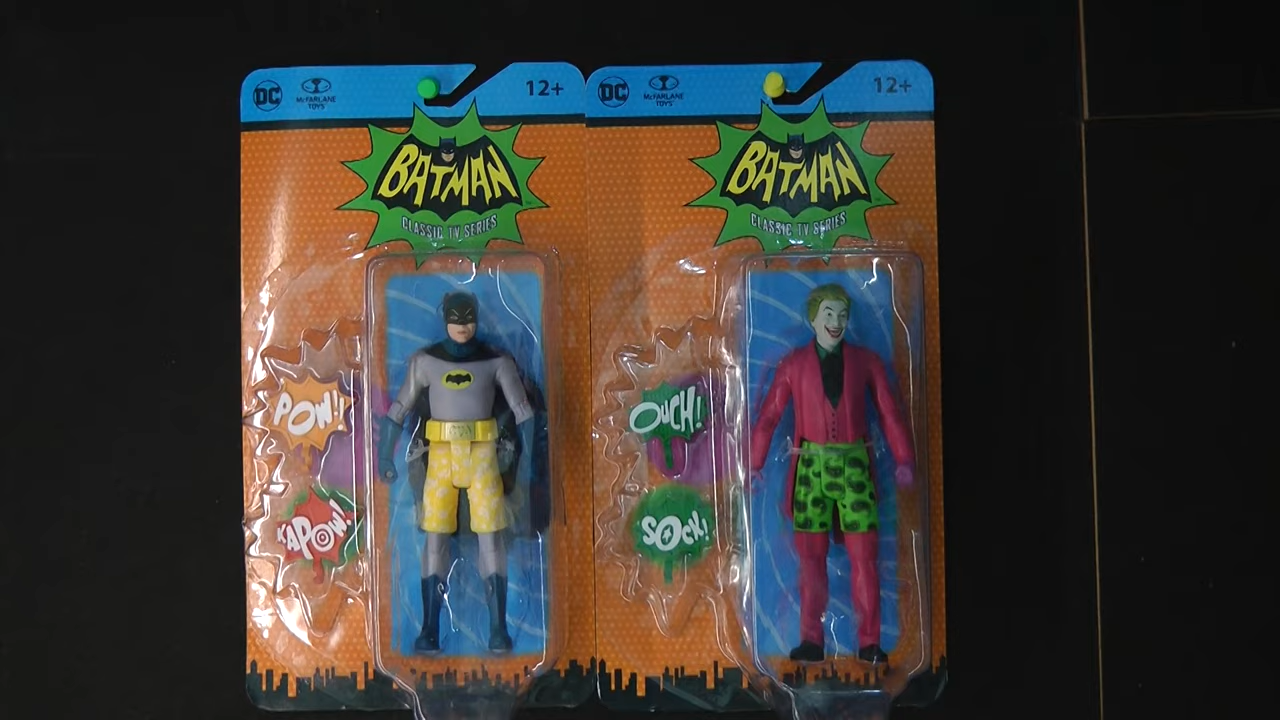 DC
McFARLANE
TOYS
12+
BATMAN
CLASSIC TV SERIES
POW!
KAPOW!
DC
McFARLANE
TOYS
12+
BATMAN
CLASSIC TV SERIES
OUCH!
SOCK!